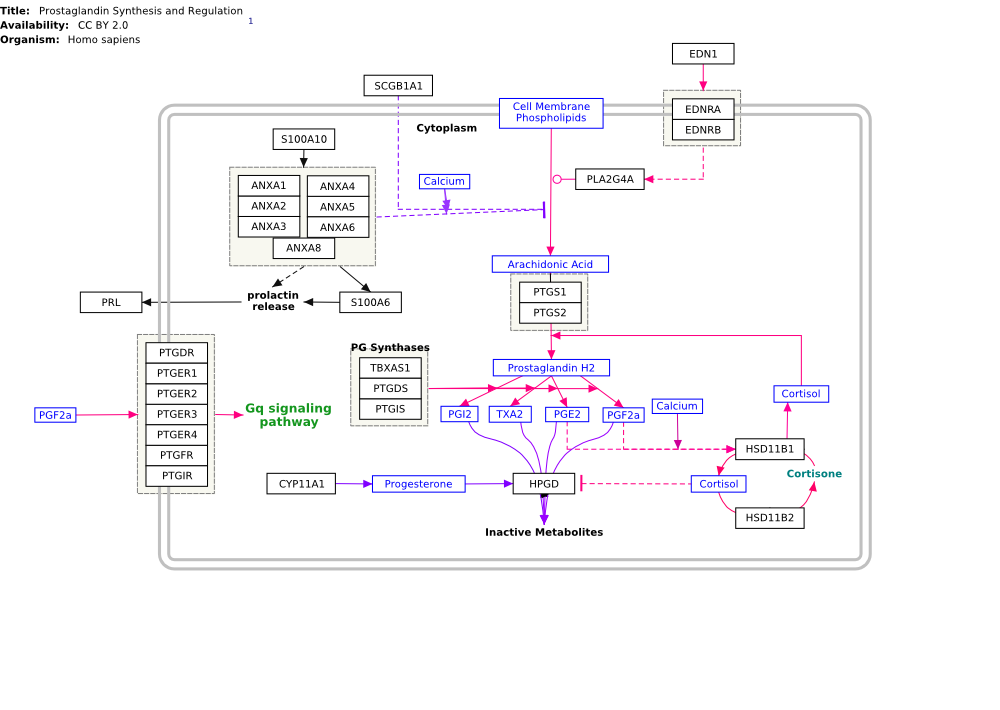 Title: Prostaglandin Synthesis and Regulation
1
Availability: CC BY 2.0
Organism: Homo sapiens
EDN1
SCGB1A1
Cell Membrane
Phospholipids
EDNRA
EDNRB
Cytoplasm
S100A10
PLA2G4A
Calcium
ANXA1
ANXA4
ANXA2
ANXA5
ANXA3
ANXA6
ANXA8
Arachidonic Acid
PTGS1
PTGS2
PRL
prolactin
release
S100A6
PTGDR
PTGER1
PTGER2
PTGER3
PTGER4
PTGFR
PTGIR
PG Synthases
TBXAS1
PTGDS
PTGIS
Prostaglandin H2
PGF2a
Gq signaling
pathway
PGI2
TXA2
PGE2
PGF2a
Calcium
Cortisol
HSD11B1
Cortisone
CYP11A1
Progesterone
HPGD
Cortisol
HSD11B2
Inactive Metabolites